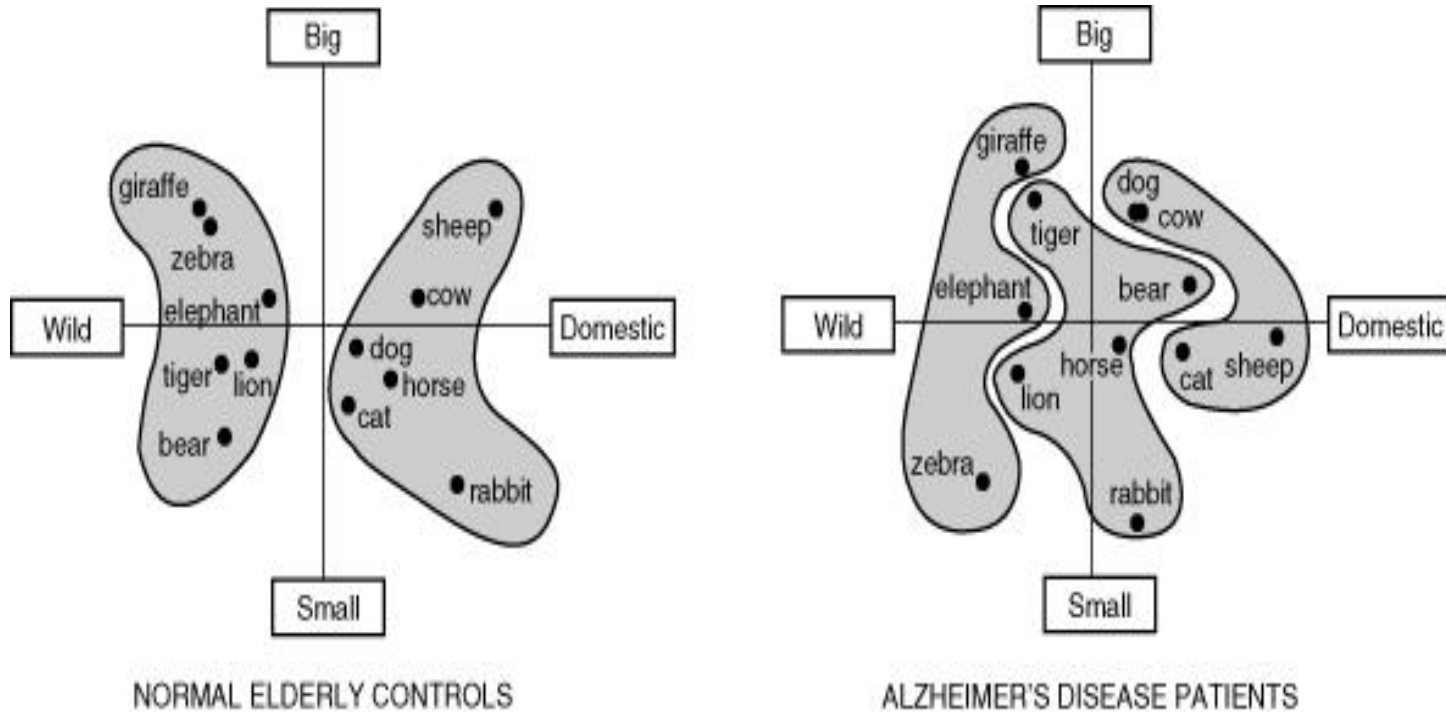 Big
giraffe
zebra
sheep
elephant
cow
Wild
Domestic
dog
tiger
lion
horse
cat
bear
rabbit
Small
NORMAL ELDERLY CONTROLS
Big
giraffe
dog
cow
tiger
elephant
bear
Wild
Domestic
horse
cat
sheep
lion
zebra
rabbit
Small
ALZHEIMER'S DISEASE PATIENTS